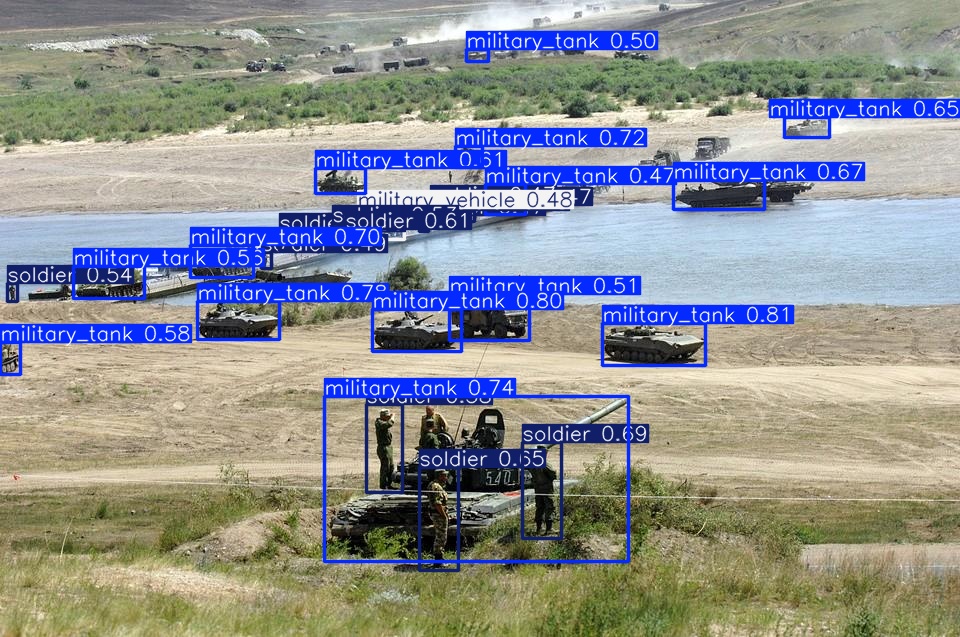 military_tank 0.50
military_tank 0.65
military_tank 0.72
military_tank 0.61
military_tank 0.67
military_tank 0.47
military_vehicle 0.48
soldier 0.61
military_tank 0.70
military_tank 0.56
soldier 0.54
military_tank 0.51
military_tank 0.80
military_tank 0.81
military_tank 0.58
military_tank 0.74
soldier 0.69
soldier 0.65
540